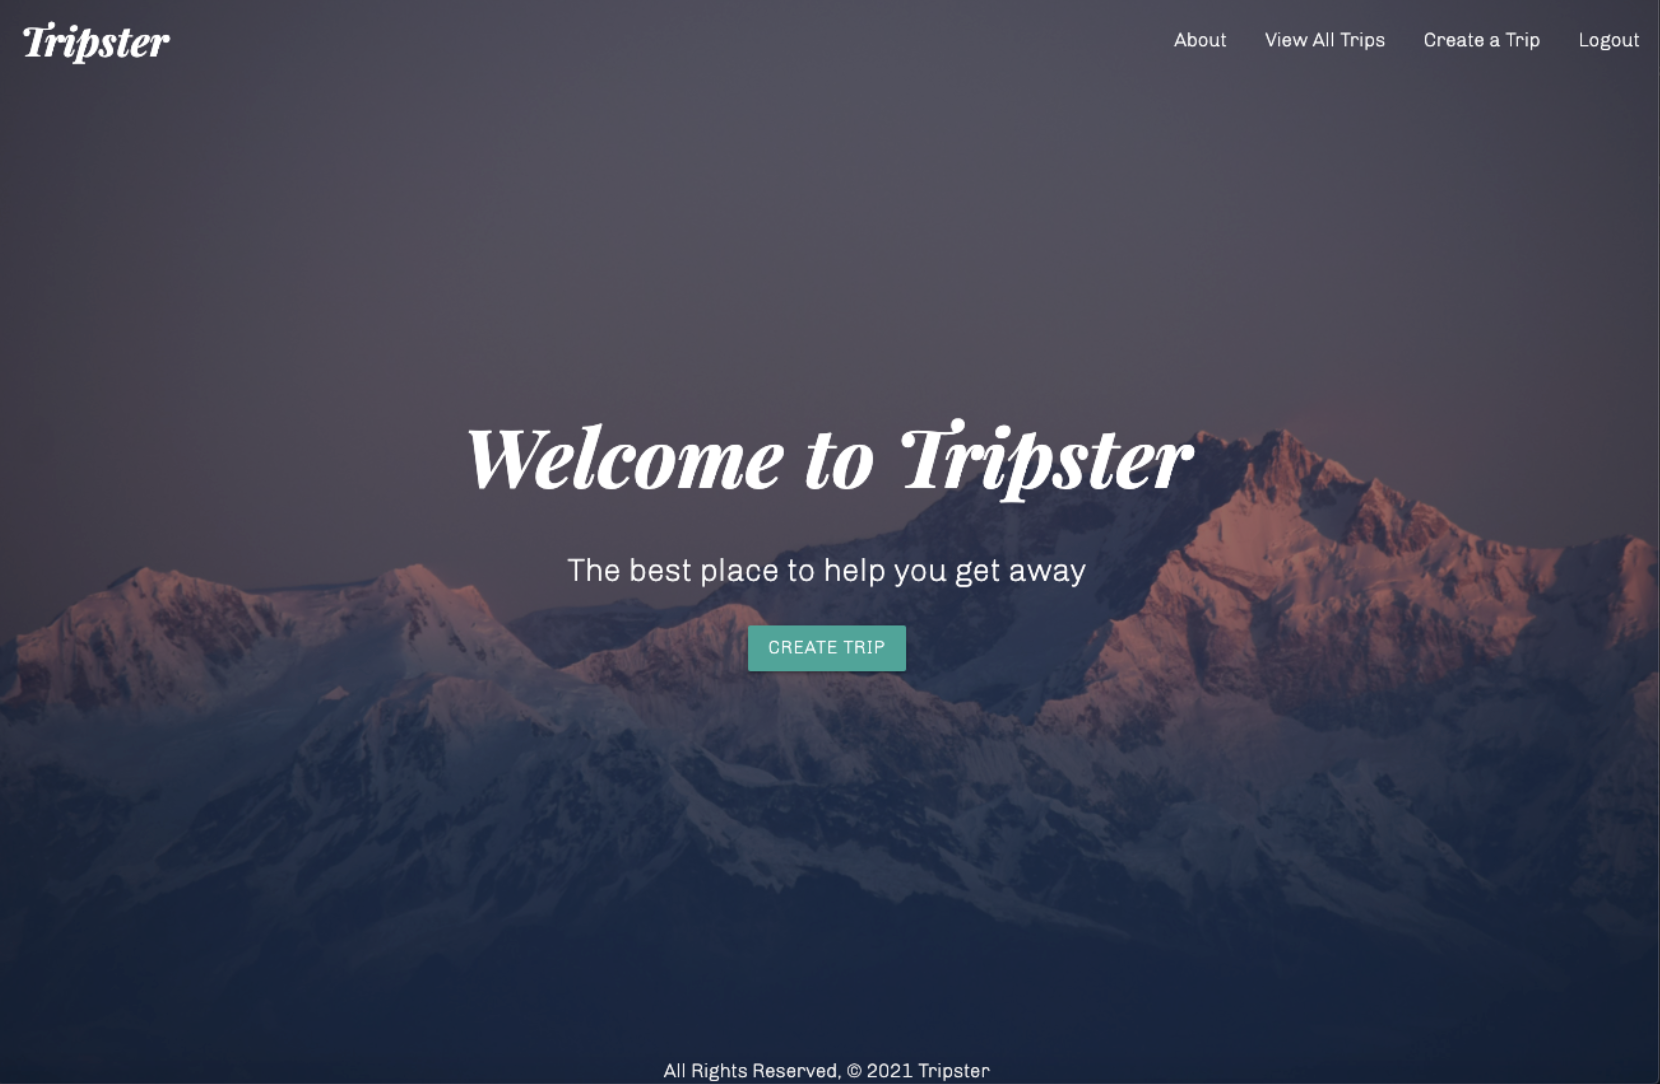 Tripster
About View All Trips Create a Trip Logout
Welcome to Tripster
The best place to help you get away
CREATE TRIP
All Rights Reserved, © 2021 Tripster